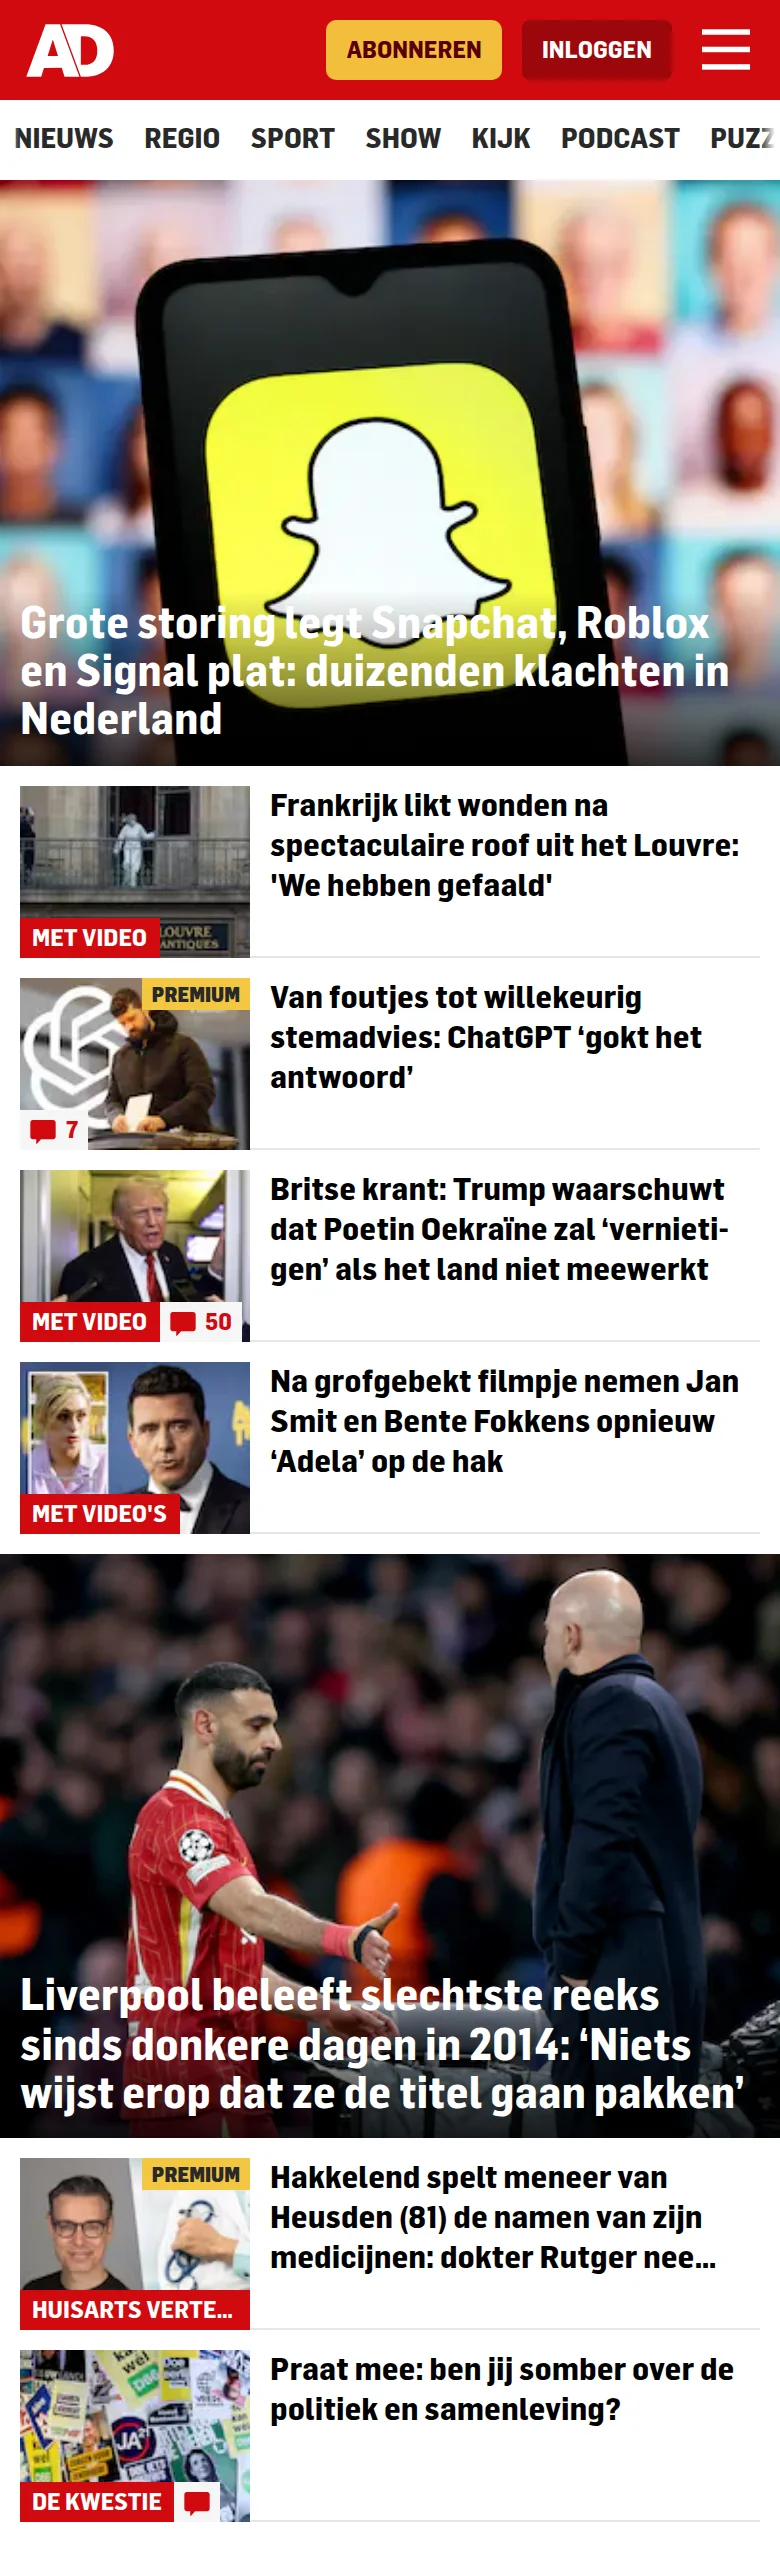 AD
ABONNEREN
INLOGGEN
NIEUWS REGIO SPORT SHOW KIJK PODCAST PUZZ
Grote storing legt Snapchat, Roblox
en Signal plat: duizenden klachten in
Nederland
Frankrijk likt wonden na
spectaculaire roof uit het Louvre:
'We hebben gefaald'
LOUVRE
ANTIQUES
MET VIDEO
PREMIUM
7
Van foutjes tot willekeurig
stemadvies: ChatGPT ‘gokt het
antwoord’
Britse krant: Trump waarschuwt
dat Poetin Oekraïne zal ‘vernieti-
gen’ als het land niet meewerkt
MET VIDEO
50
Na grofgebekt filmpje nemen Jan
Smit en Bente Fokkens opnieuw
‘Adela’ op de hak
MET VIDEO'S
Liverpool beleeft slechtste reeks
sinds donkere dagen in 2014: ‘Niets
wijst erop dat ze de titel gaan pakken’
PREMIUM
HUISARTS VERTE...
Hakkelend spelt meneer van
Heusden (81) de namen van zijn
medicijnen: dokter Rutger nee...
Praat mee: ben jij somber over de
politiek en samenleving?
wel
D66
JA
DE KWESTIE